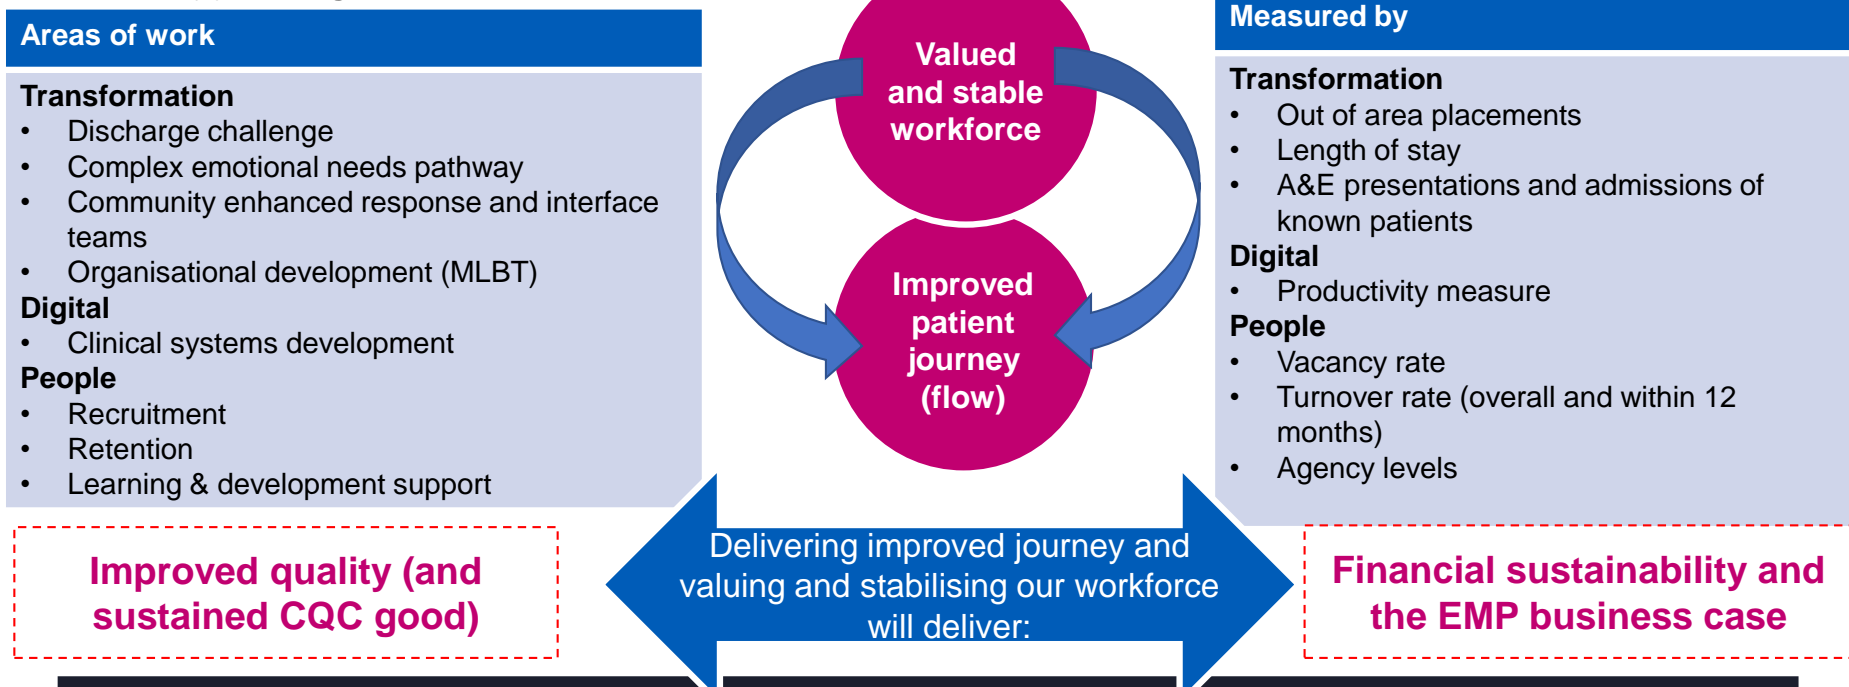 Areas of work
Transformation
• Discharge challenge
• Complex emotional needs pathway
• Community enhanced response and interface
teams
• Organisational development (MLBT)
Digital
• Clinical systems development
People
• Recruitment
• Retention
• Learning & development support
Valued
and stable
workforce
Improved
patient
journey
(flow)
Measured by
Transformation
• Out of area placements
• Length of stay
• A&E presentations and admissions of
known patients
Digital
• Productivity measure
People
• Vacancy rate
• Turnover rate (overall and within 12
months)
• Agency levels
Improved quality (and
sustained CQC good)
Delivering improved journey and
valuing and stabilising our workforce
will deliver:
Financial sustainability and
the EMP business case